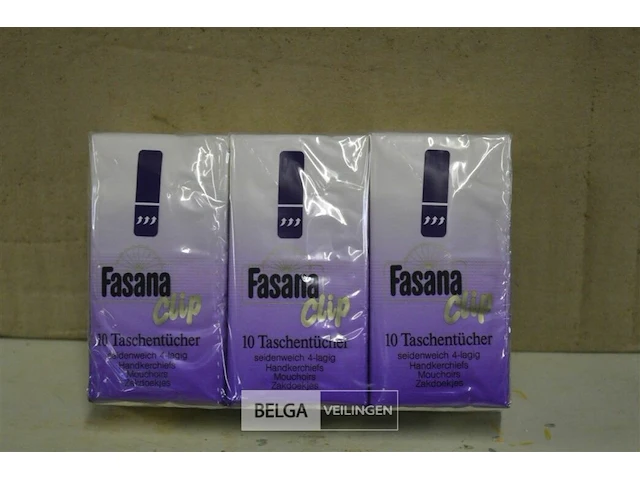 Fasana
Clip
10 Taschentücher
seidenweich 4-lagig
Handkerchiefs
Mouchoirs
Zakdoekjes
Fasana
Clip
10 Taschentücher
seidenweich 4-lagig
Handkerchiefs
Mouchoirs
Zakdoekjes
Fasana
Clip
10 Taschentücher
seidenweich 4-lagig
Handkerchiefs
Mouchoirs
Zakdoekjes
BELGA VEILINGEN